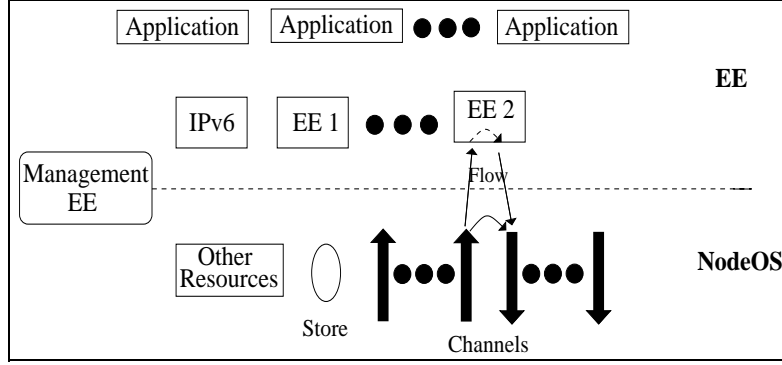 Application Application Application
EE
IPv6 EE 1 EE 2
Management
EE
Flow
Other
Resources
NodeOS
Store
Channels